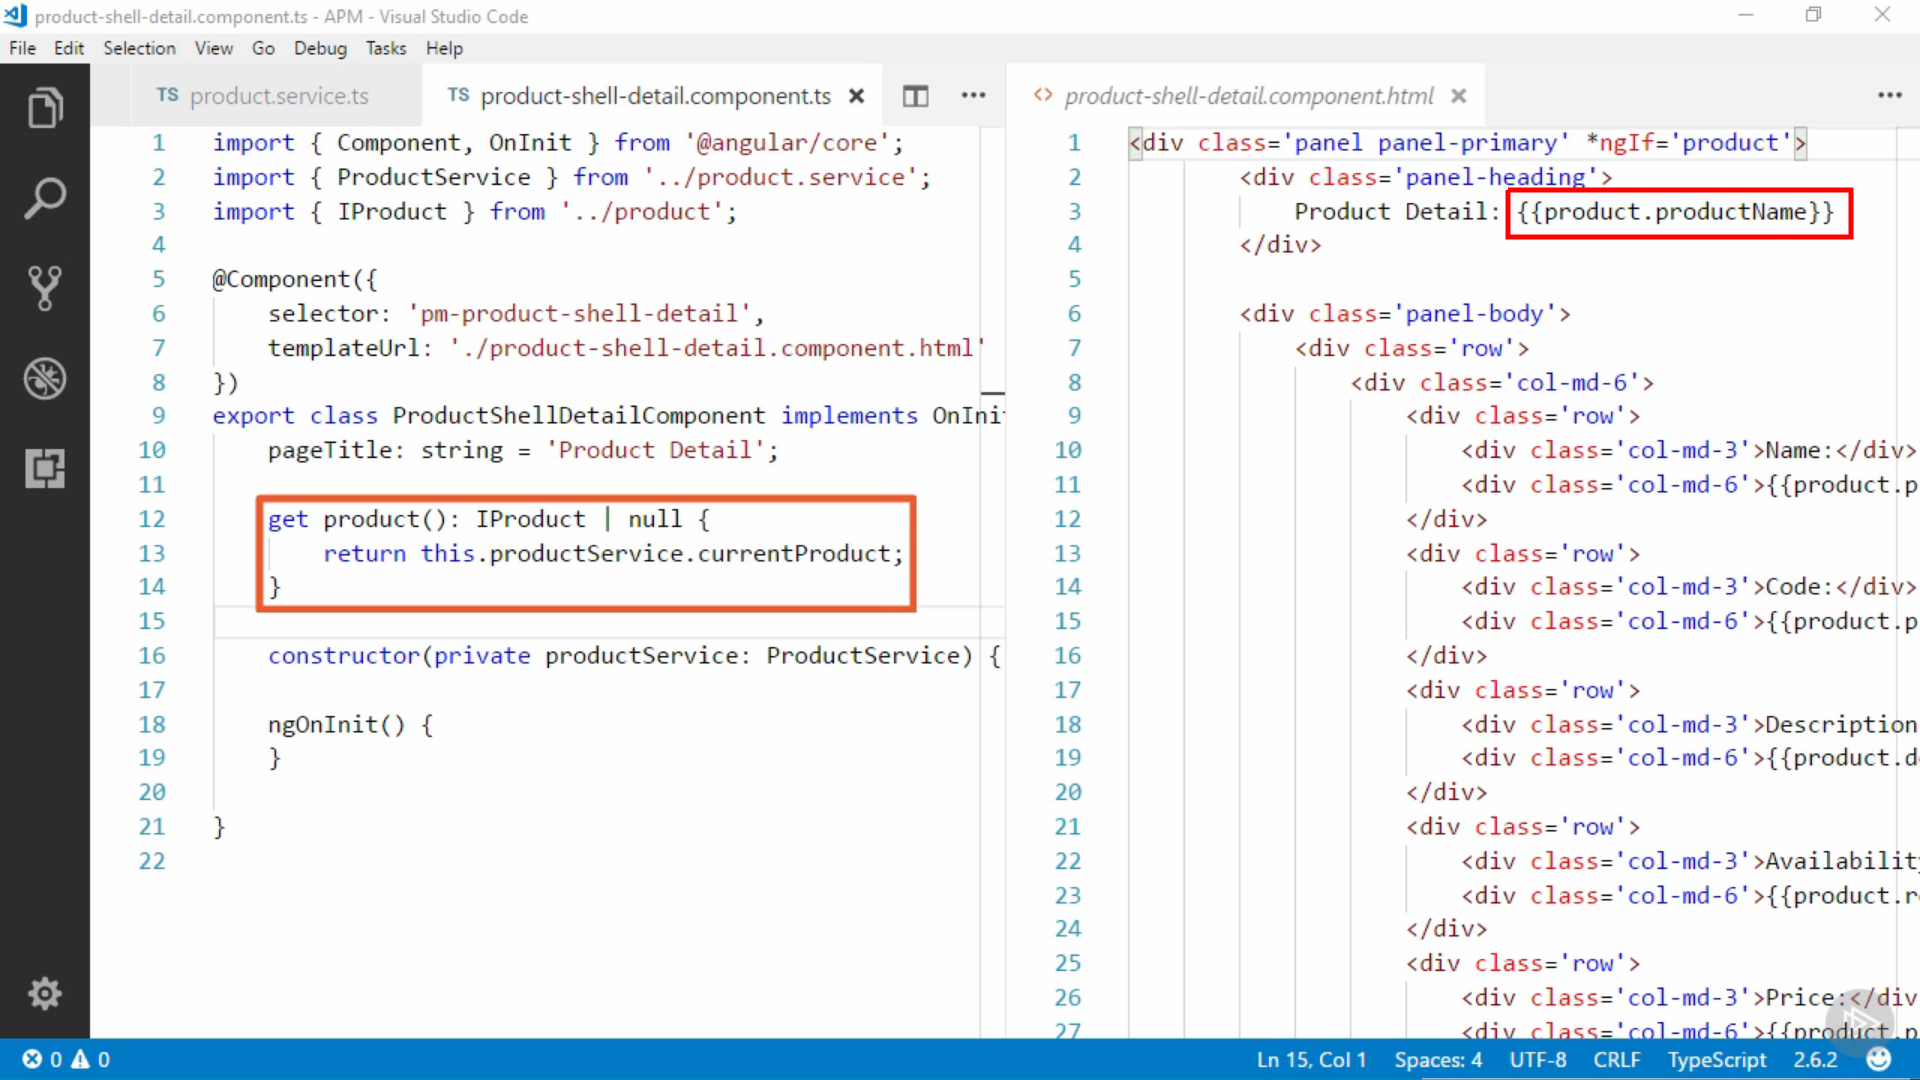 product-shell-detail.component.ts - APM - Visual Studio Code
File Edit Selection View Go Debug Tasks Help
TS product.service.ts
TS product-shell-detail.component.ts
1 import { Component, OnInit } from '@angular/core';
2 import { ProductService } from '../product.service';
3 import { IProduct } from '../product';
4
5 @Component({
6 selector: 'pm-product-shell-detail',
7 templateUrl: './product-shell-detail.component.html'
8 })
9 export class ProductShellDetailComponent implements OnIni
10 pageTitle: string = 'Product Detail';
11
12 get product(): IProduct | null {
13 return this.productService.currentProduct;
14 }
15
16 constructor(private productService: ProductService) {
17
18 ngOnInit() {
19 }
20
21 }
22
<> product-shell-detail.component.html
1 <div class='panel panel-primary' *ngIf='product'>
2 <div class='panel-heading'>
3 Product Detail: {{product.productName}}
4 </div>
5
6 <div class='panel-body'>
7 <div class='row'>
8 <div class='col-md-6'>
9 <div class='row'>
10 <div class='col-md-3'>Name:</div>
11 <div class='col-md-6'>{{product.p
12 </div>
13 <div class='row'>
14 <div class='col-md-3'>Code:</div>
15 <div class='col-md-6'>{{product.p
16 </div>
17 <div class='row'>
18 <div class='col-md-3'>Description
19 <div class='col-md-6'>{{product.d
20 </div>
21 <div class='row'>
22 <div class='col-md-3'>Availability
23 <div class='col-md-6'>{{product.r
24 </div>
25 <div class='row'>
26 <div class='col-md-3'>Price:</div
27 <div class='col-md-6'>{{product.p
0 0
Ln 15, Col 1 Spaces: 4 UTF-8 CRLF TypeScript 2.6.2